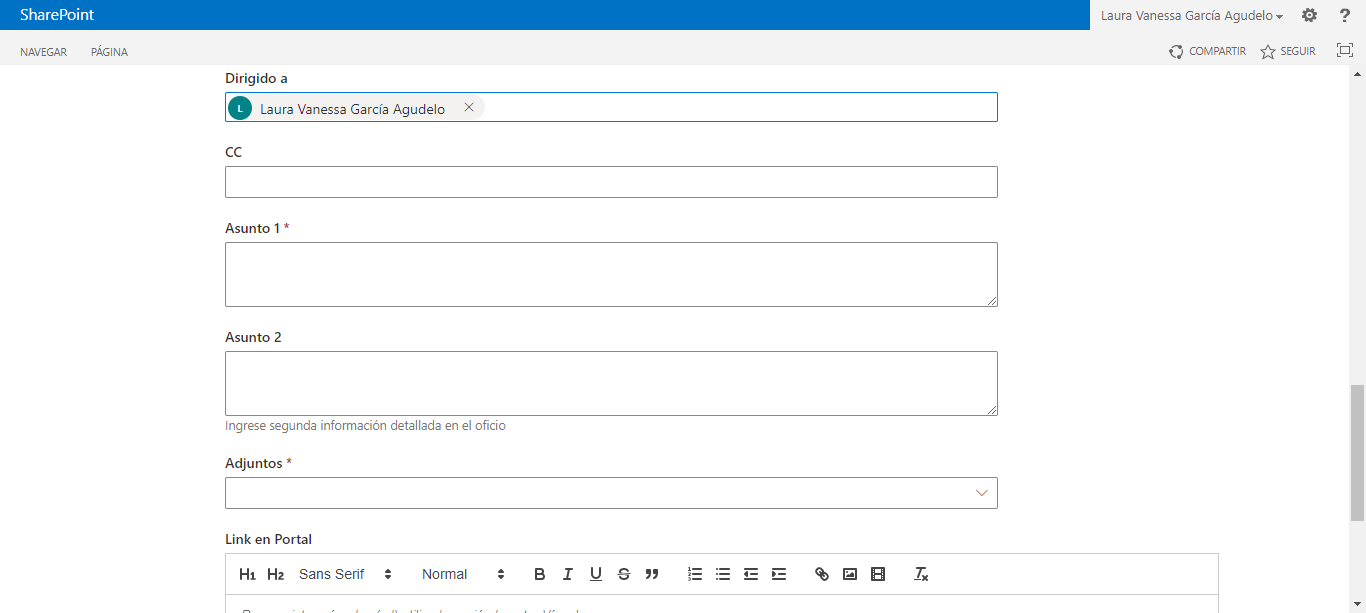 SharePoint
Laura Vanessa García Agudelo
?
NAVEGAR PÁGINA COMPARTIR SEGUIR
Dirigido a
L Laura Vanessa García Agudelo
CC
Asunto 1 *
Asunto 2
Ingrese segunda información detallada en el oficio
Adjuntos *
Link en Portal
H1 H2 Sans Serif Normal B I U S